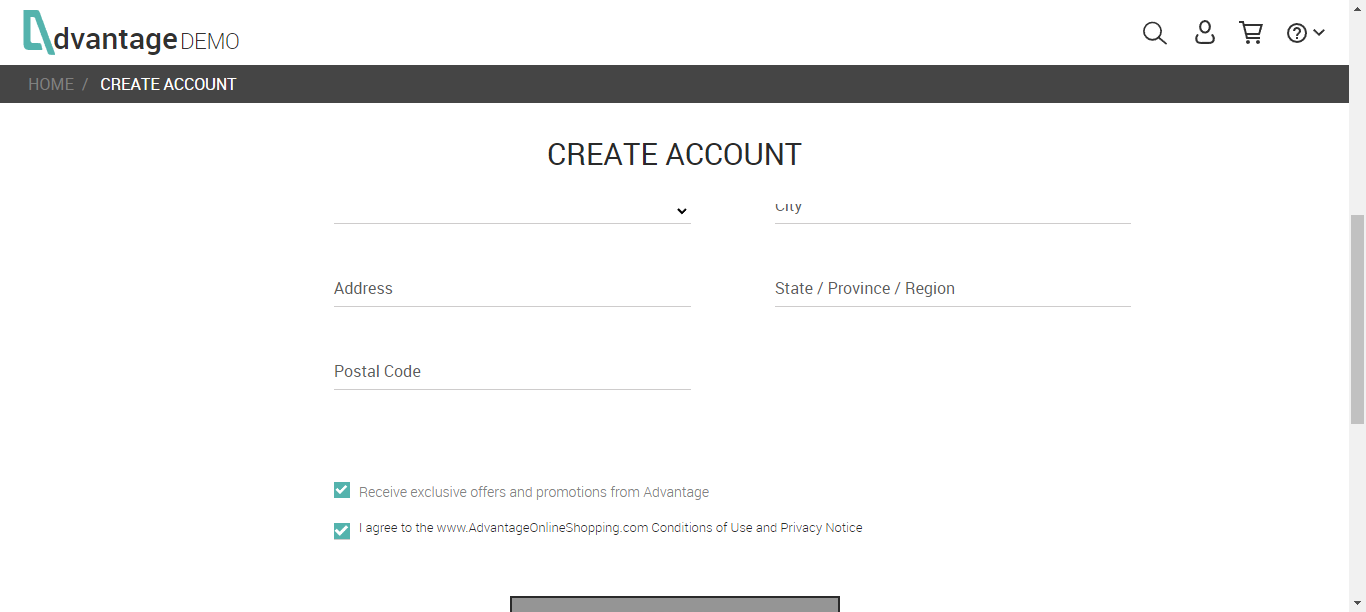 dvantage DEMO
HOME / CREATE ACCOUNT
CREATE ACCOUNT
City
Address
State / Province / Region
Postal Code
Receive exclusive offers and promotions from Advantage
I agree to the www.AdvantageOnlineShopping.com Conditions of Use and Privacy Notice